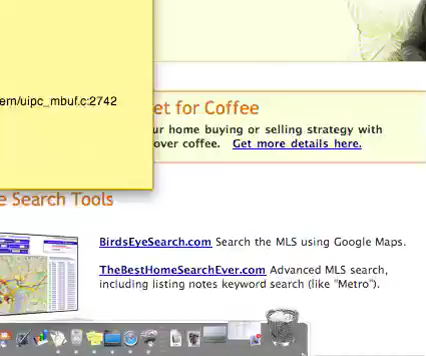 ern/uipc_mbuf.c:2742
et for Coffee
ur home buying or selling strategy with
over coffee. Get more details here.
e Search Tools
BirdsEyeSearch.com Search the MLS using Google Maps.
TheBestHomeSearchEver.com Advanced MLS search,
including listing notes keyword search (like "Metro").